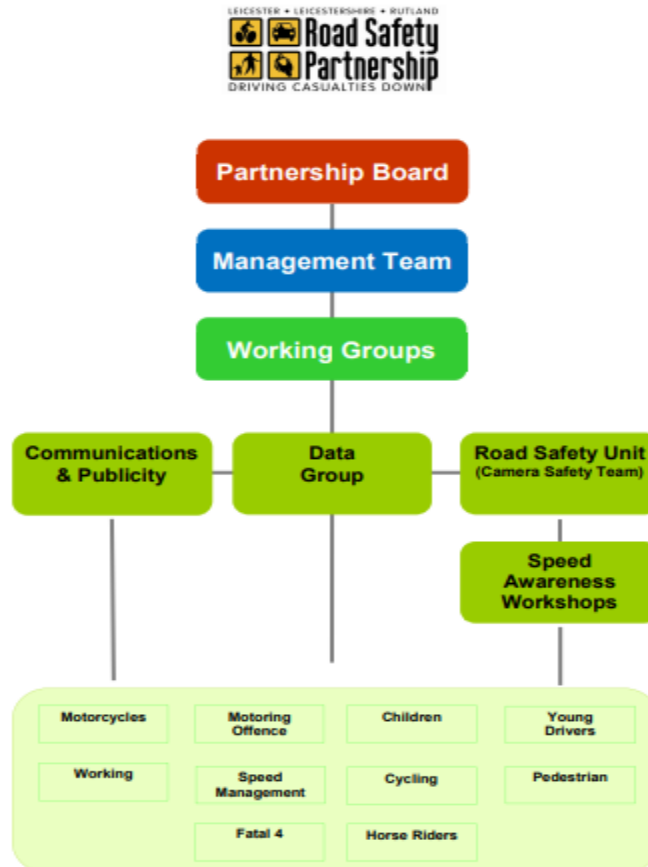 LEICESTER • LEICESTERSHIRE • RUTLAND
Road Safety
Partnership
DRIVING CASUALTIES DOWN
Partnership Board
Management Team
Working Groups
Communications
& Publicity
Data
Group
Road Safety Unit
(Camera Safety Team)
Speed
Awareness
Workshops
Motorcycles
Motoring
Offence
Children
Young
Drivers
Working
Speed
Management
Cycling
Pedestrian
Fatal 4
Horse Riders